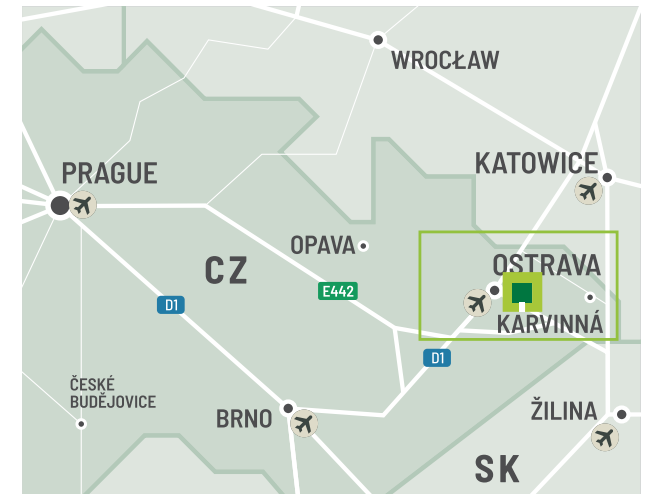 WROCŁAW
KATOWICE
PRAGUE
OPAVA
CZ
OSTRAVA
E442
D1
KARVINNÁ
D1
ČESKÉ
BUDĚJOVICE
BRNO
ŽILINA
SK